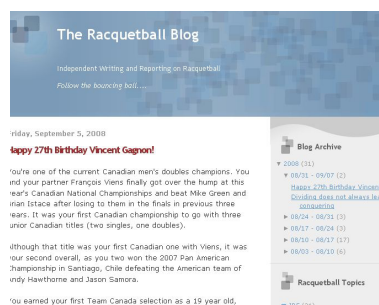 The Racquetball Blog
Independent Writing and Reporting on Racquetball
Follow the bouncing ball....
riday, September 5, 2008
Happy 27th Birthday Vincent Gagnon!
You're one of the current Canadian men's doubles champions. You
and your partner François Viens finally got over the hump at this
year's Canadian National Championships and beat Mike Green and
Brian Istace after losing to them in the finals in previous three
years. It was your first Canadian championship to go with three
junior Canadian titles (two singles, one doubles).
Although that title was your first Canadian one with Viens, it was
your second overall, as you two won the 2007 Pan American
Championship in Santiago, Chile defeating the American team of
Andy Hawthorne and Jason Samora.
You earned your first Team Canada selection as a 19 year old,
Blog Archive
▼ 2008 (31)
▼ 08/31 - 09/07 (2)
Happy 27th Birthday Vincen
Dividing does not always lea
conquering
► 08/24 - 08/31 (3)
► 08/17 - 08/24 (3)
► 08/10 - 08/17 (17)
► 08/03 - 08/10 (6)
Racquetball Topics